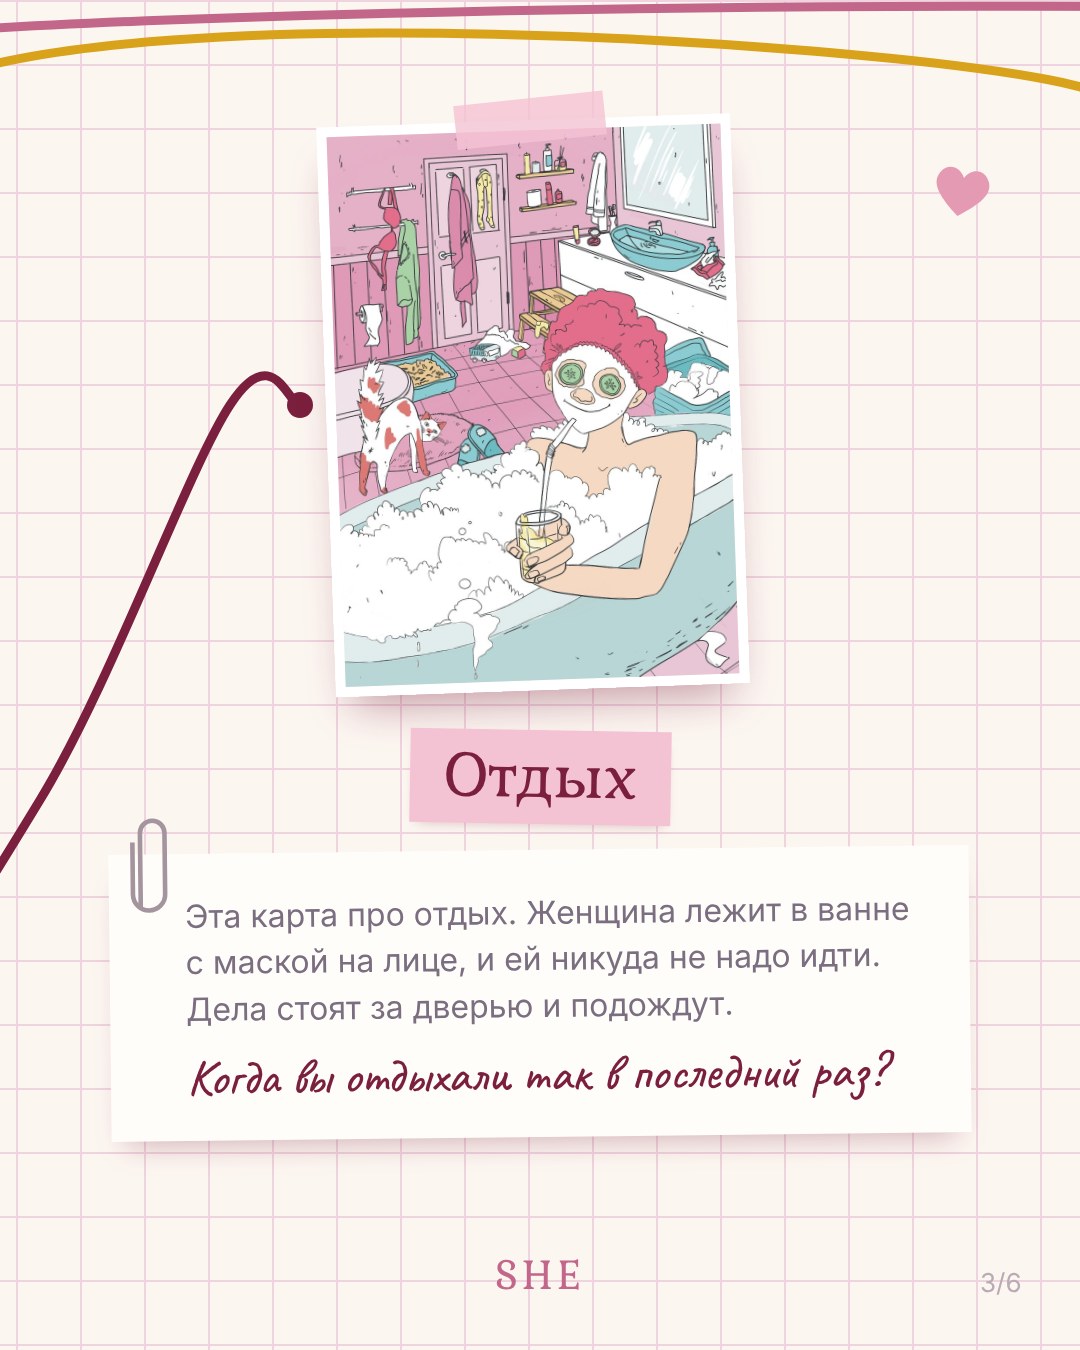 Отдых
Эта карта про отдых. Женщина лежит в ванне
с маской на лице, и ей никуда не надо идти.
Дела стоят за дверью и подождут.
Когда вы отдыхали так в последний раз?
SHE
3/6